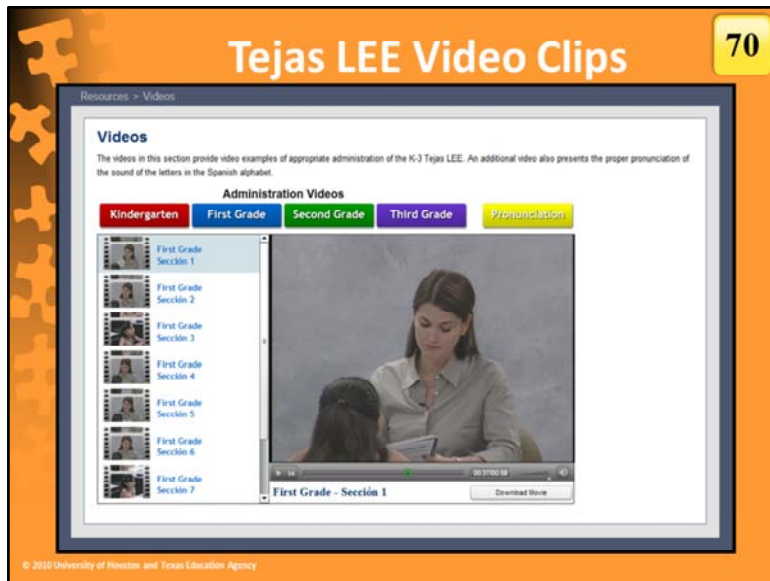 Tejas LEE Video Clips
70
Resources > Videos
Videos
The videos in this section provide video examples of appropriate administration of the K-3 Tejas LEE. An additional video also presents the proper pronunciation of
the sound of the letters in the Spanish alphabet.
Administration Videos
Kindergarten First Grade Second Grade Third Grade Pronunciation
First Grade
Sección 1
First Grade
Sección 2
First Grade
Sección 3
First Grade
Sección 4
First Grade
Sección 5
First Grade
Sección 6
First Grade
Sección 7
00:37/00:58
First Grade - Sección 1 Download Movie
© 2010 University of Houston and Texas Education Agency